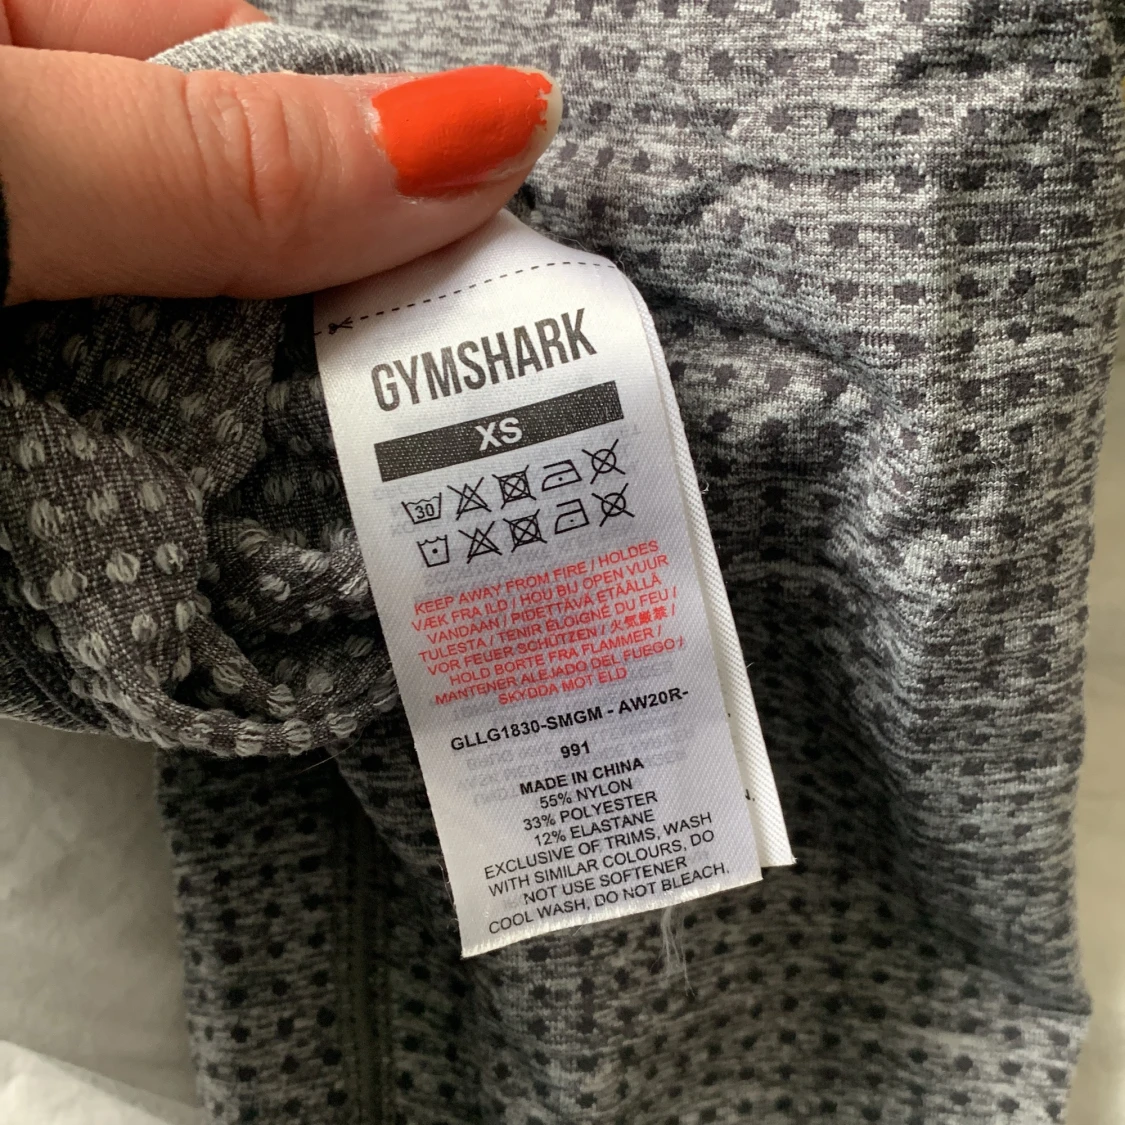 GYMSHARK
XS
30
KEEP AWAY FROM FIRE / HOLDES
VÆK FRA ILD / HOU BIJ OPEN VUUR
VANDAAN / PIDETTÄVÄ ETÄÄLLÄ
TULESTA / TENIR ÉLOIGNÉ DU FEU /
VOR FEUER SCHÜTZEN / 火気厳禁 /
HOLD BORTE FRA FLAMMER /
MANTENER ALEJADO DEL FUEGO /
SKYDDA MOT ELD
GLLG1830-SMGM - AW20R-
991
MADE IN CHINA
55% NYLON
33% POLYESTER
12% ELASTANE
EXCLUSIVE OF TRIMS, WASH
WITH SIMILAR COLOURS, DO
NOT USE SOFTENER
COOL WASH, DO NOT BLEACH.